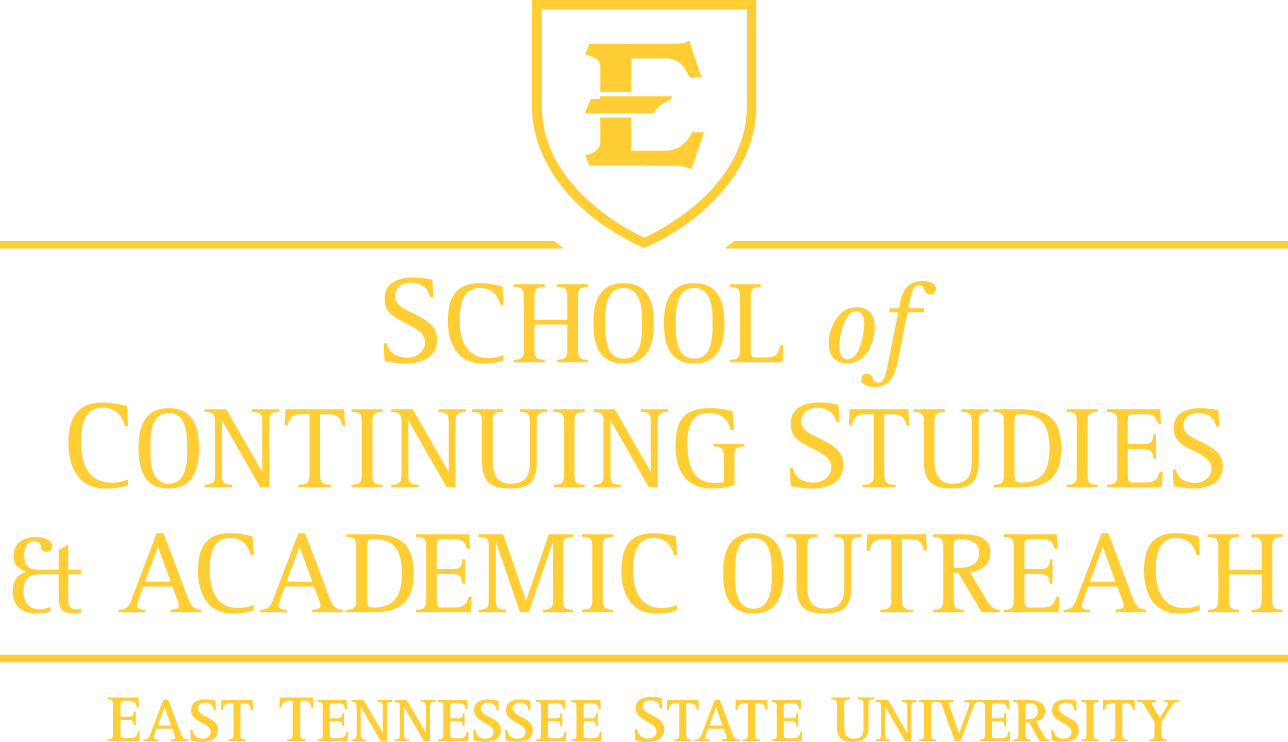 E
SCHOOL of
CONTINUING STUDIES
& ACADEMIC OUTREACH
EAST TENNESSEE STATE UNIVERSITY